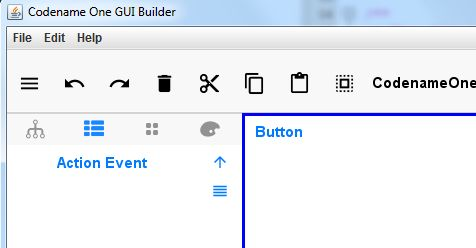 Codename One GUI Builder
File Edit Help
CodenameOne
Button
Action Event